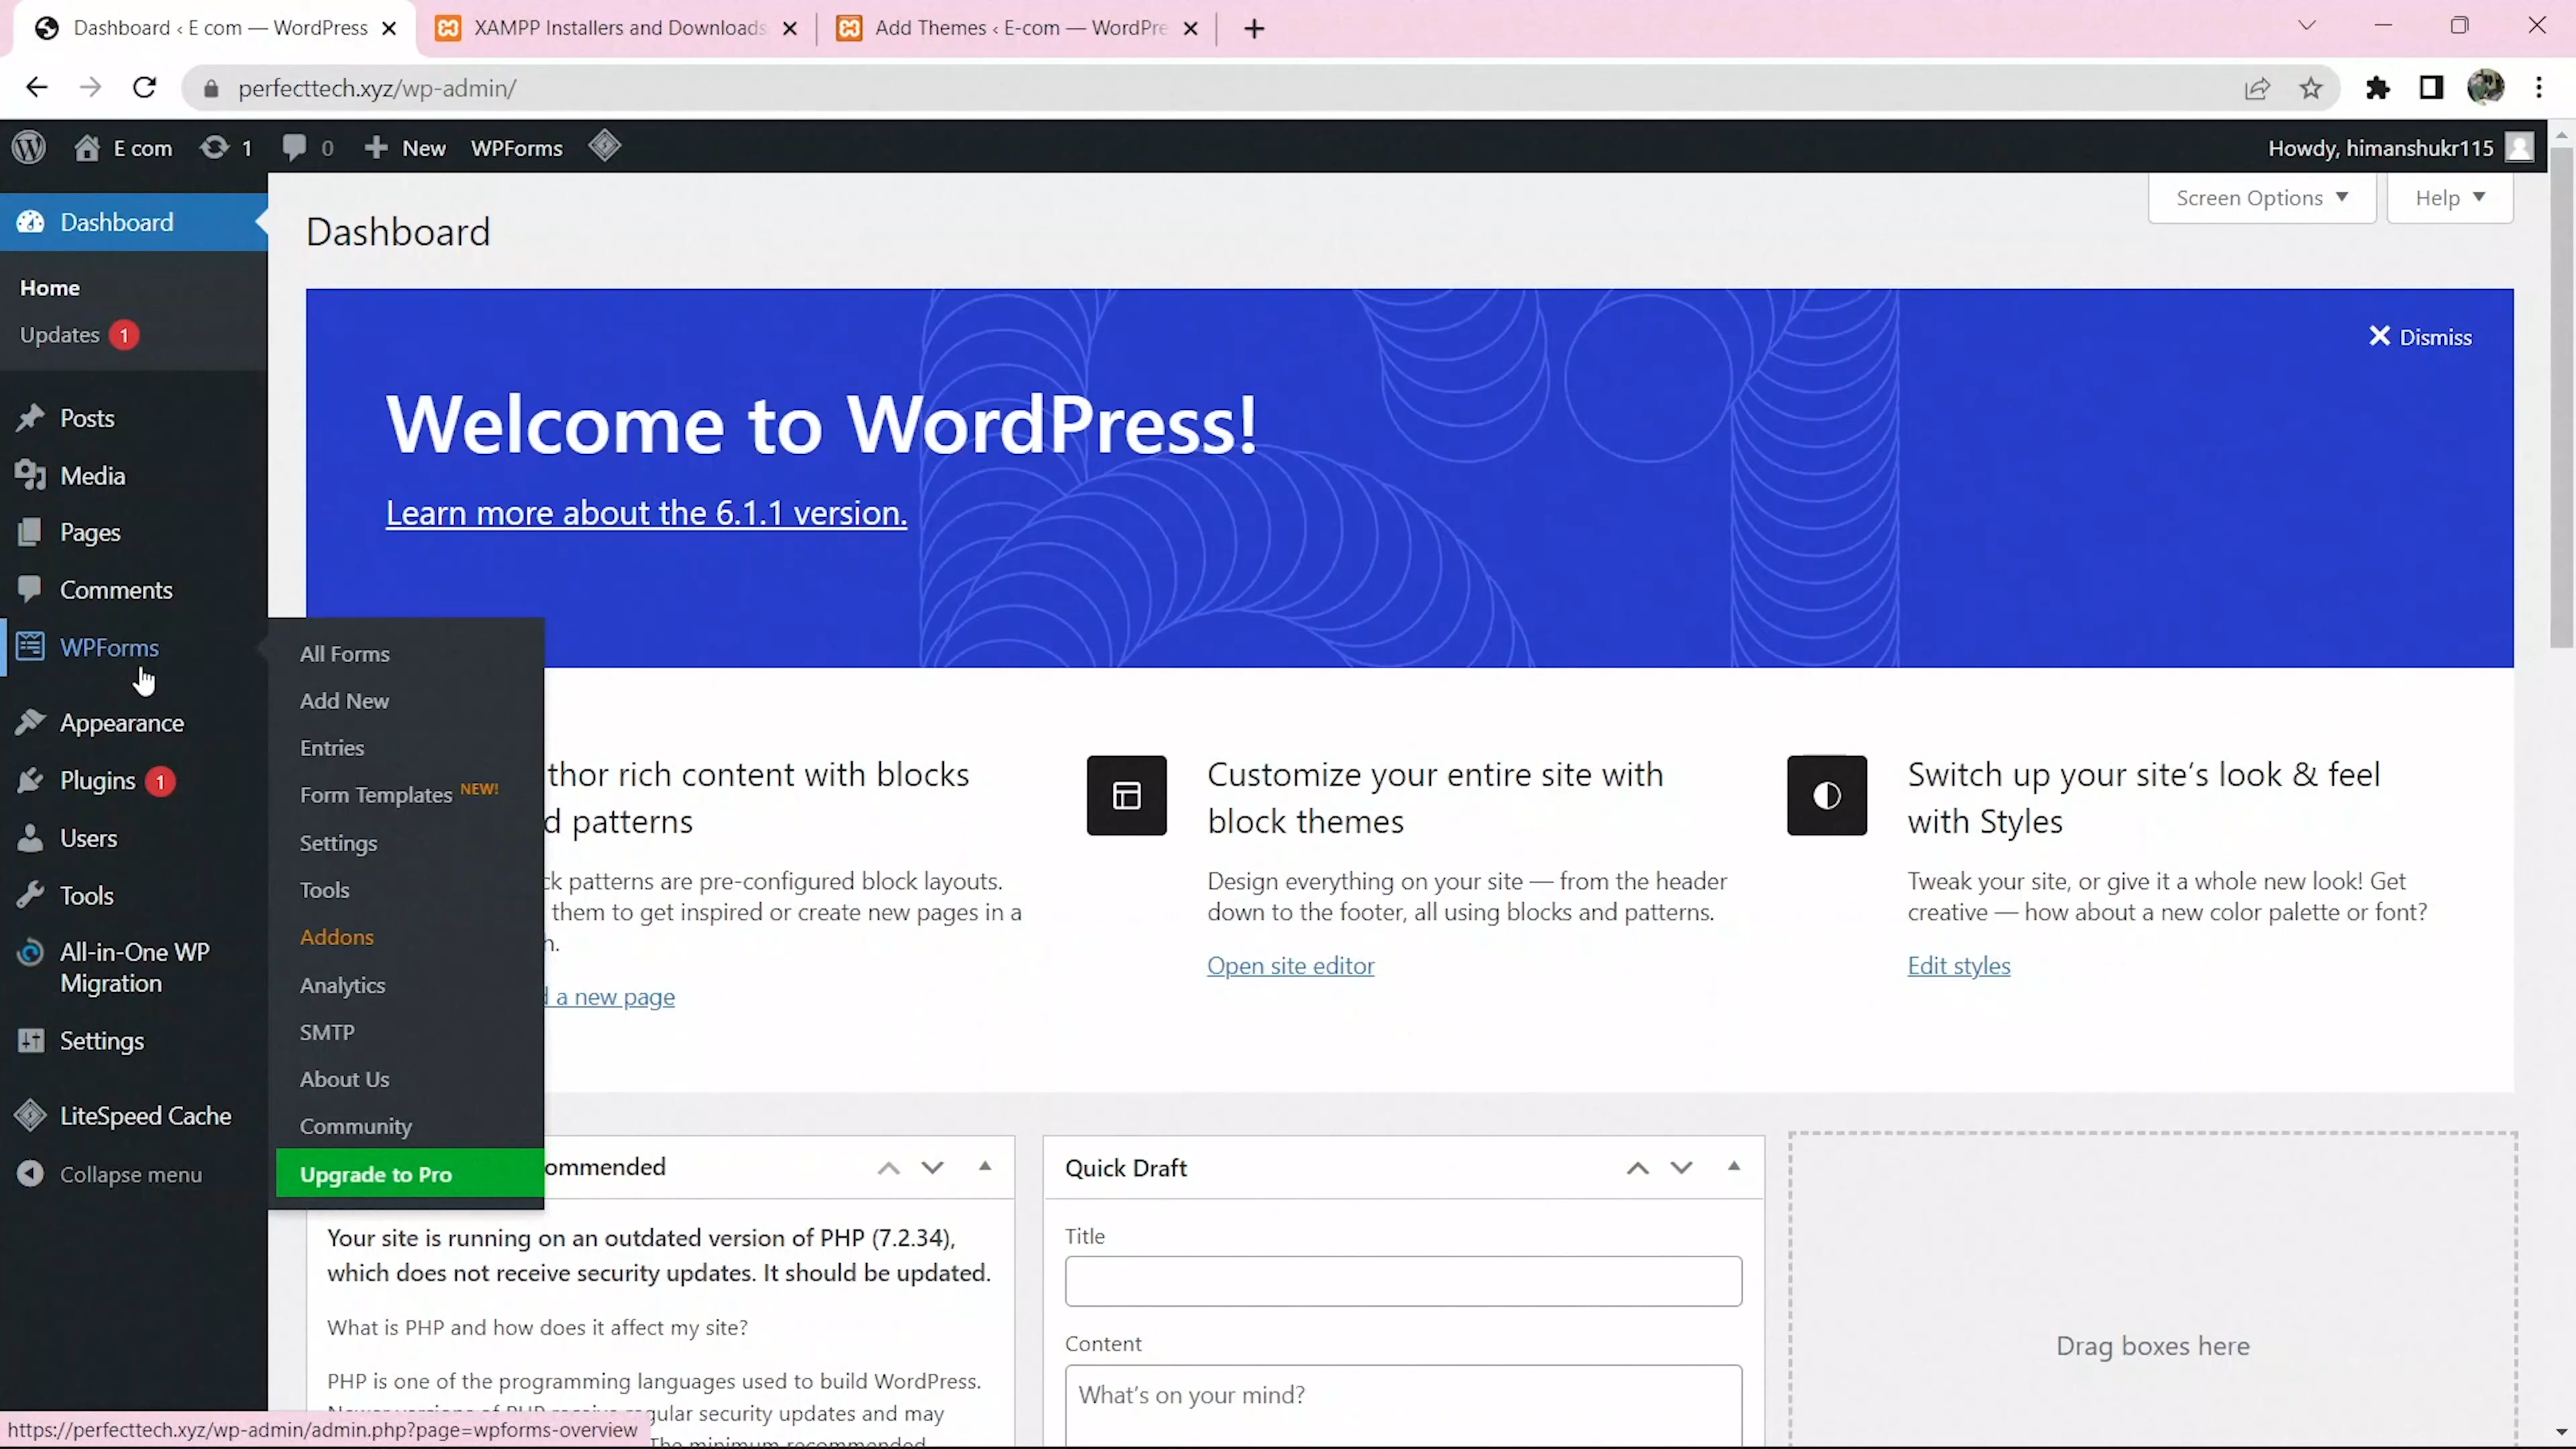 Dashboard ‹ E com — WordPress
XAMPP Installers and Downloads
Add Themes ‹ E-com — WordPre
perfecttech.xyz/wp-admin/
E com
1
0
New
WPForms
Howdy, himanshukr115
Dashboard
Home
Updates 1
Posts
Media
Pages
Comments
WPForms
Appearance
Plugins 1
Users
Tools
All-in-One WP
Migration
Settings
LiteSpeed Cache
Collapse menu
All Forms
Add New
Entries
Form Templates NEW!
Settings
Tools
Addons
Analytics
SMTP
About Us
Community
Upgrade to Pro
Screen Options
Help
Dashboard
Dismiss
Welcome to WordPress!
Learn more about the 6.1.1 version.
thor rich content with blocks
d patterns
ck patterns are pre-configured block layouts.
them to get inspired or create new pages in a
h.
d a new page
Customize your entire site with
block themes
Design everything on your site — from the header
down to the footer, all using blocks and patterns.
Open site editor
Switch up your site's look & feel
with Styles
Tweak your site, or give it a whole new look! Get
creative — how about a new color palette or font?
Edit styles
ommended
Your site is running on an outdated version of PHP (7.2.34),
which does not receive security updates. It should be updated.
What is PHP and how does it affect my site?
PHP is one of the programming languages used to build WordPress.
Newer versions of PHP receive regular security updates and may
The minimum recommended
Quick Draft
Title
Content
What's on your mind?
Drag boxes here
https://perfecttech.xyz/wp-admin/admin.php?page=wpforms-overview